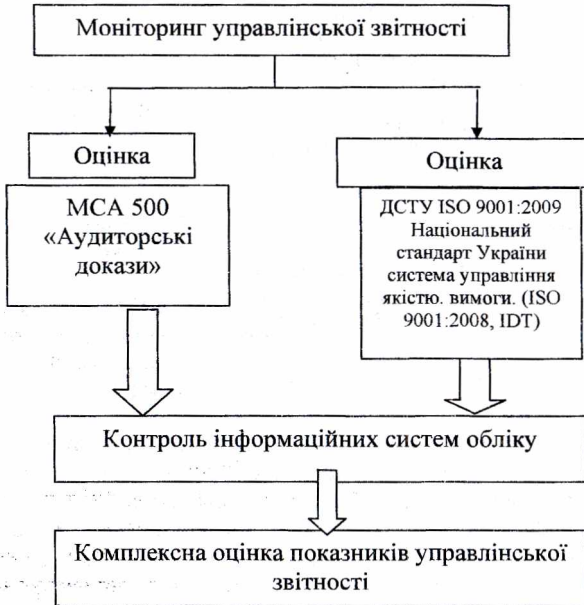 Моніторинг управлінської звітності
Оцінка
МСА 500
«Аудиторські
докази»
Оцінка
ДСТУ ISO 9001:2009
Національний
стандарт України
система управління
якістю. вимоги. (ISO
9001:2008, IDT)
Контроль інформаційних систем обліку
Комплексна оцінка показників управлінської
звітності